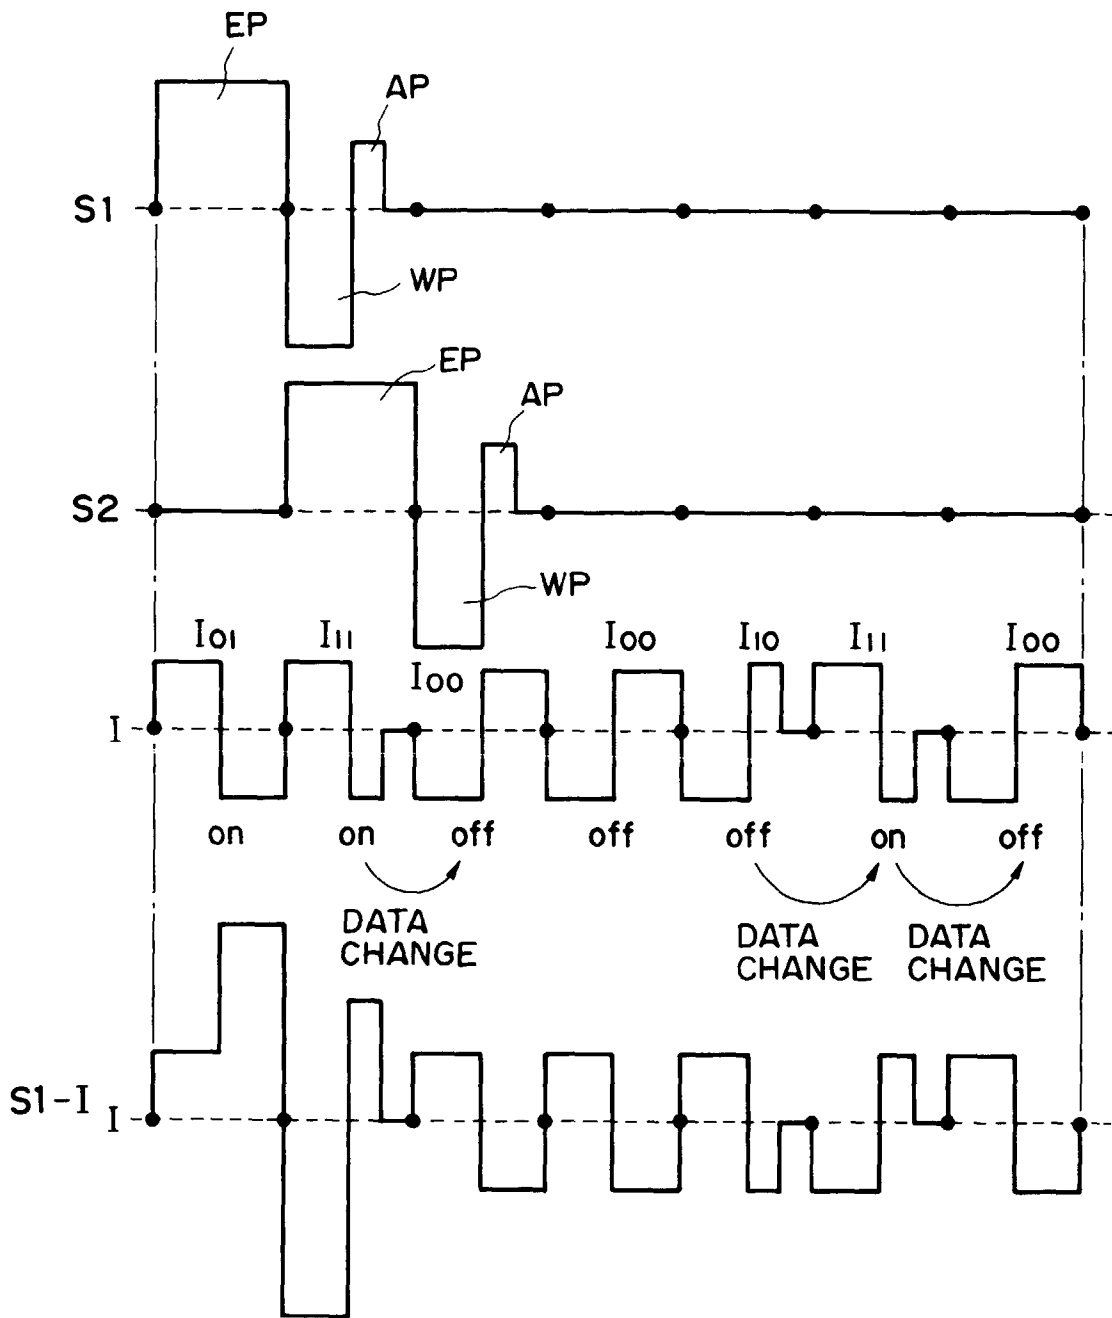 EP
AP
S1
WP
EP
AP
S2
WP
I01 I11 I00 I00 I10 I11 I00
I
on on off off off on off
DATA CHANGE
DATA CHANGE
DATA CHANGE
S1-I
I